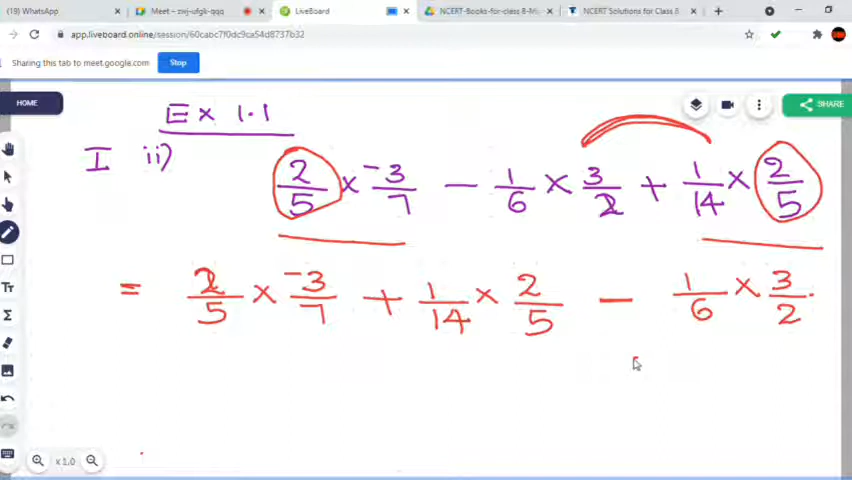 (19) WhatsApp
Meet – zwj-ufgk-qqq
LiveBoard
NCERT-Books-for-class 8-M
NCERT Solutions for Class 8
app.liveboard.online/session/60cabc7f0dc9ca54d8737b32
Sharing this tab to meet.google.com
Stop
HOME
SHARE
Ex 1.1
I ii) 2/5 × -3/7 - 1/6 × 3/2 + 1/14 × 2/5
= 2/5 × -3/7 + 1/14 × 2/5 - 1/6 × 3/2.
x 1.0